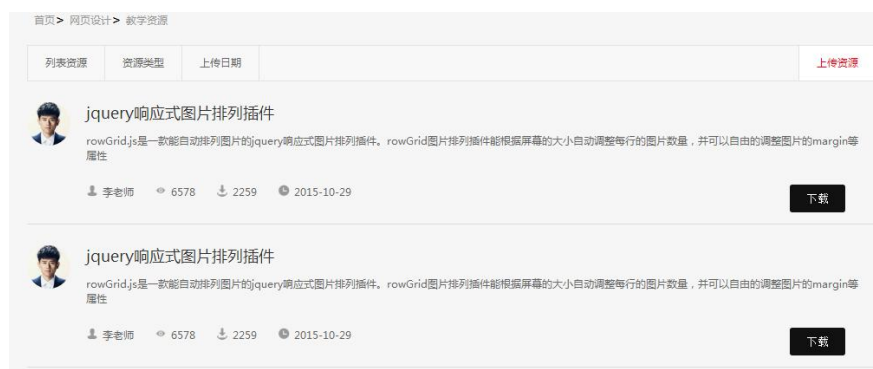 首页> 网页设计> 教学资源
列表资源 资源类型 上传日期 上传资源
jquery响应式图片排列插件
rowGrid.js是一款能自动排列图片的jquery响应式图片排列插件。rowGrid图片排列插件能根据屏幕的大小自动调整每行的图片数量，并可以自由的调整图片的margin等
属性
李老师 6578 2259 2015-10-29
下载
jquery响应式图片排列插件
rowGrid.js是一款能自动排列图片的jquery响应式图片排列插件。rowGrid图片排列插件能根据屏幕的大小自动调整每行的图片数量，并可以自由的调整图片的margin等
属性
李老师 6578 2259 2015-10-29
下载